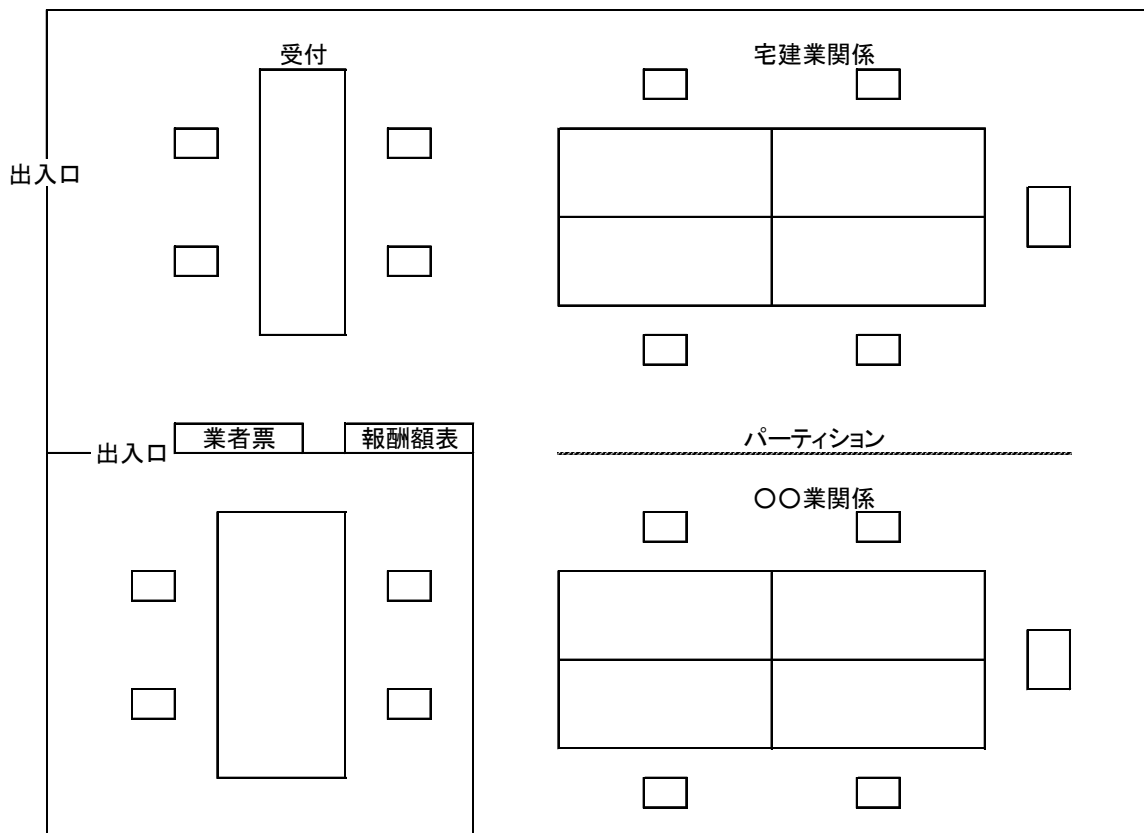 受付
宅建業関係
出入口
業者票
報酬額表
出入口
パーティション
〇〇業関係